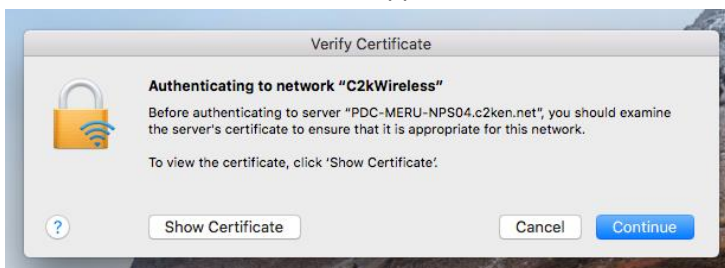 Verify Certificate
Authenticating to network “C2kWireless”
Before authenticating to server “PDC-MERU-NPS04.c2ken.net”, you should examine
the server's certificate to ensure that it is appropriate for this network.
To view the certificate, click ‘Show Certificate’.
?
Show Certificate
Cancel
Continue